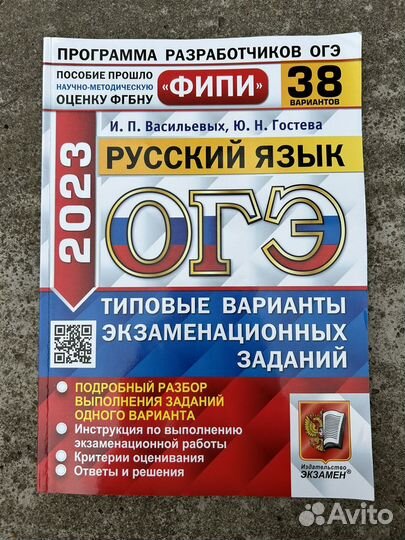 ПРОГРАММА РАЗРАБОТЧИКОВ ОГЭ
ПОСОБИЕ ПРОШЛО
НАУЧНО-МЕТОДИЧЕСКУЮ
ОЦЕНКУ ФГБНУ
«ФИПИ»
38
ВАРИАНТОВ
И. П. Васильевых, Ю. Н. Гостева
2023
РУССКИЙ ЯЗЫК
ОГЭ
ТИПОВЫЕ ВАРИАНТЫ
ЭКЗАМЕНАЦИОННЫХ
ЗАДАНИЙ
ПОДРОБНЫЙ РАЗБОР
ВЫПОЛНЕНИЯ ЗАДАНИЙ
ОДНОГО ВАРИАНТА
Инструкция по выполнению
экзаменационной работы
Критерии оценивания
Ответы и решения
Издательство
ЭКЗАМЕН®
Avito